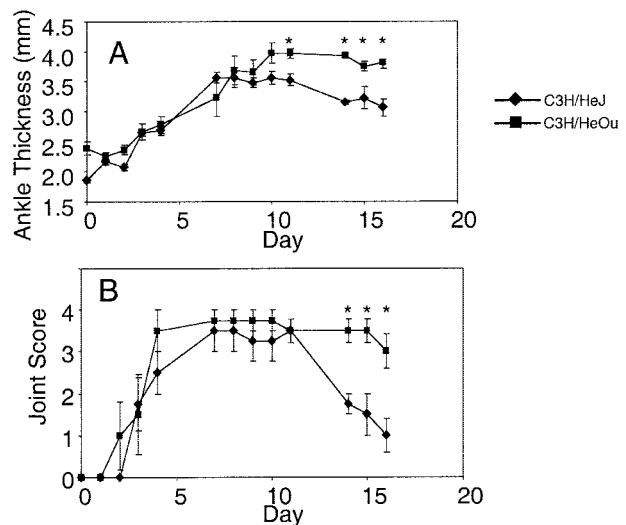 A
Ankle Thickness (mm)
4.5
4.0
3.5
3.0
2.5
2.0
1.5
* * * *
0 5 10 15 20
Day
C3H/HeJ
C3H/HeOu
B
Joint Score
4
3
2
1
0
* * *
0 5 10 15 20
Day